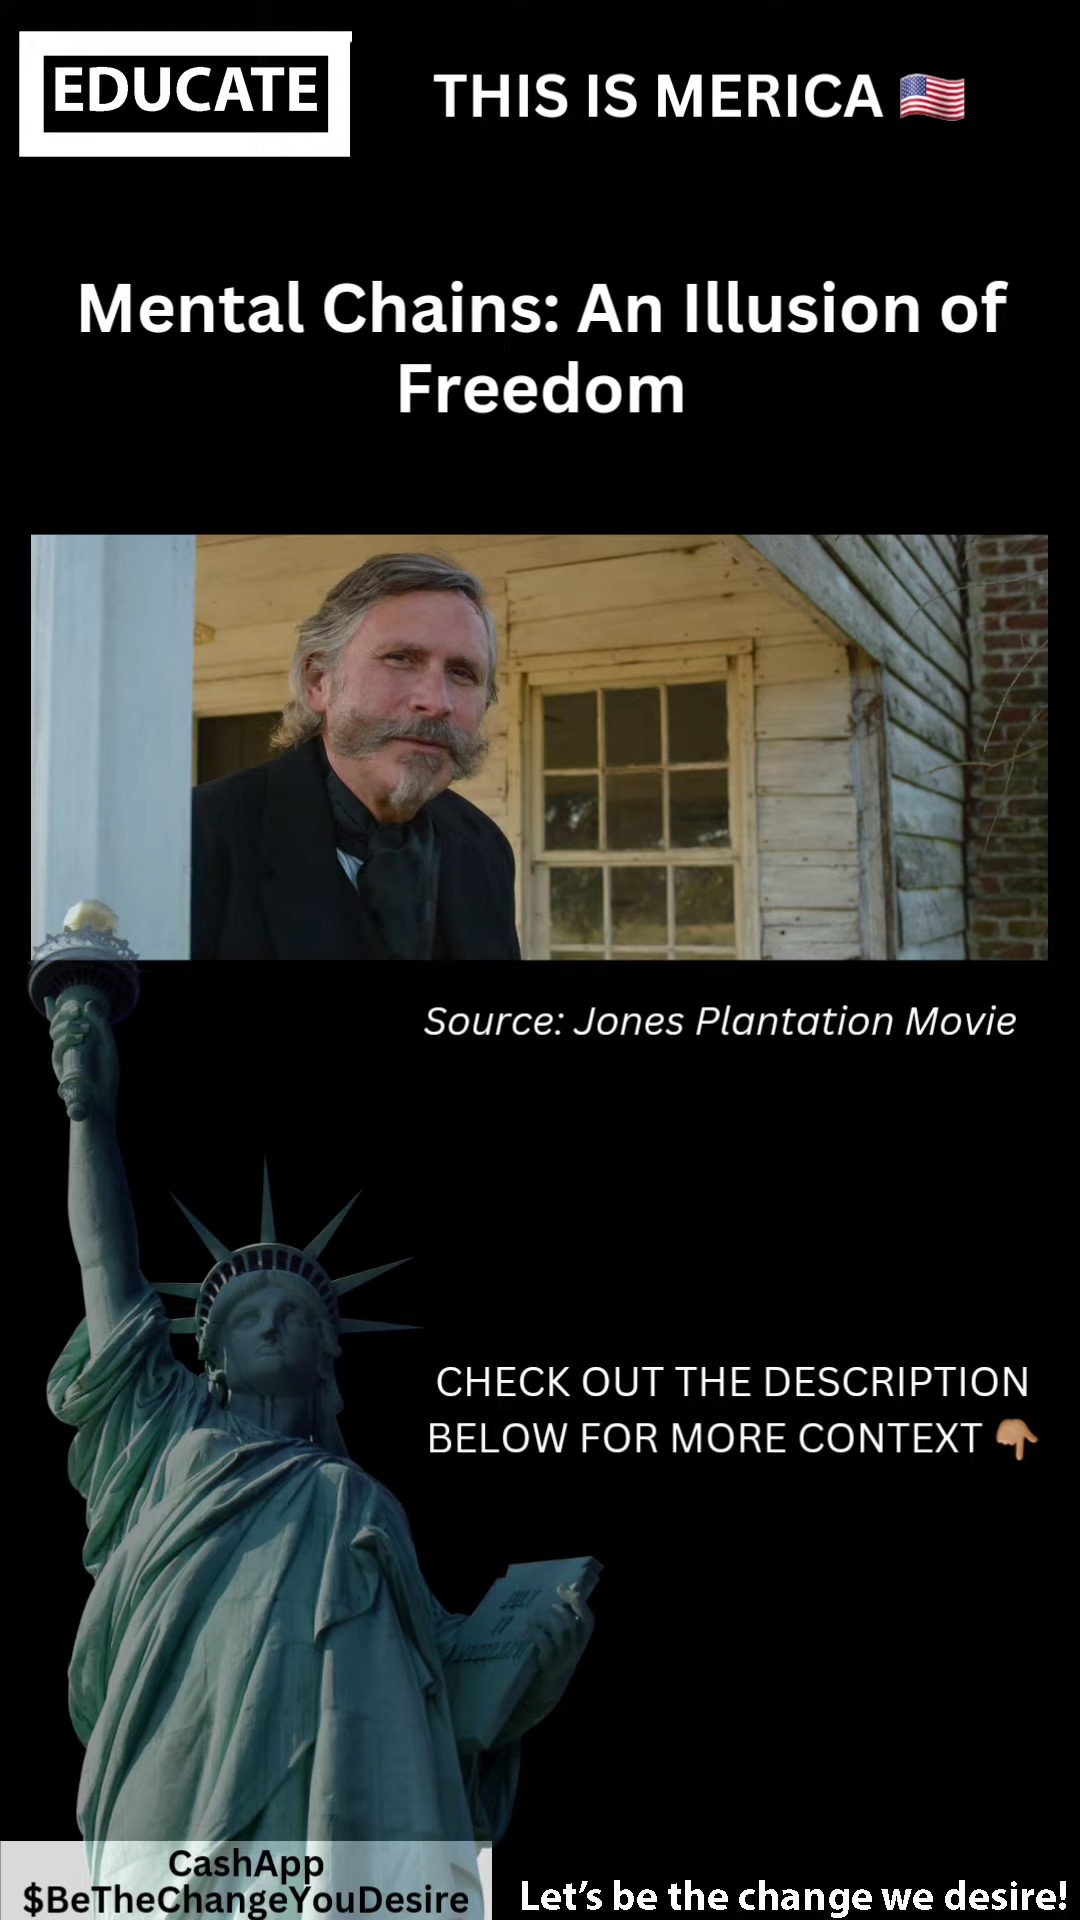 EDUCATE
THIS IS MERICA 🇺🇸
Mental Chains: An Illusion of
Freedom
Source: Jones Plantation Movie
CHECK OUT THE DESCRIPTION
BELOW FOR MORE CONTEXT 👇🏼
CashApp
$BeTheChangeYouDesire
Let's be the change we desire!